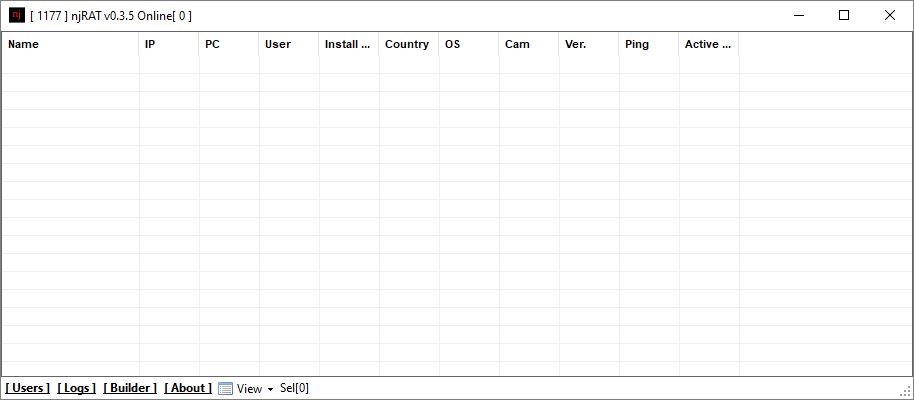 nj [ 1177 ] njRAT v0.3.5 Online[ 0 ]
Name IP PC User Install ... Country OS Cam Ver. Ping Active ...
[ Users ] [ Logs ] [ Builder ] [ About ] View Sel[0]